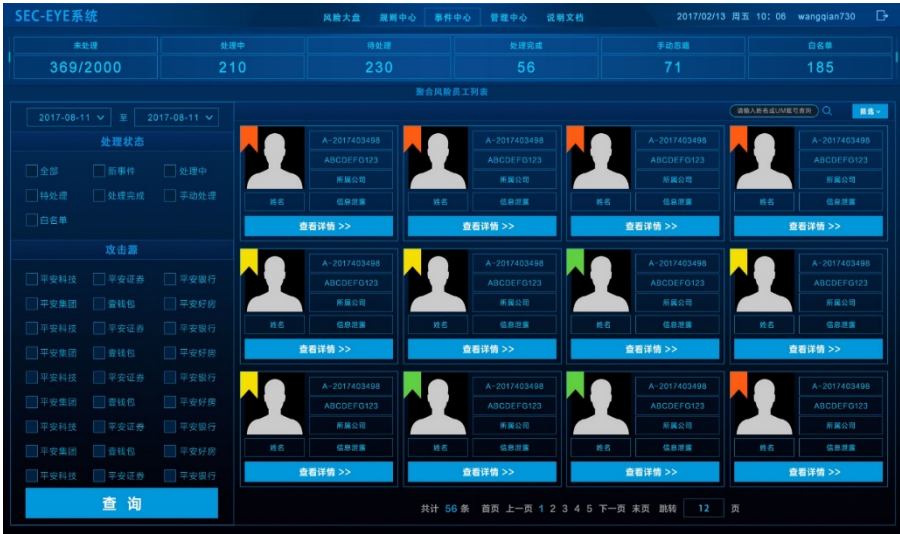 SEC-EYE系统
风险大盘 规则中心 事件中心 管理中心 说明文档
2017/02/13 周五 10：06 wangqian730
未处理 处理中 待处理 处理完成 手动忽略 白名单
369/2000 210 230 56 71 185
聚合风险员工列表
2017-08-11 至 2017-08-11
请输入姓名或UM账号查询 筛选
处理状态
全部 新事件 处理中
待处理 处理完成 手动处理
白名单
攻击源
平安科技 平安证券 平安银行
平安集团 壹钱包 平安好房
平安科技 平安证券 平安银行
平安集团 壹钱包 平安好房
平安科技 平安证券 平安银行
平安集团 壹钱包 平安好房
平安科技 平安证券 平安银行
平安集团 壹钱包 平安好房
平安科技 平安证券 平安银行
查 询
A-2017403498 A-2017403498 A-2017403498 A-2017403498
ABCDEFG123 ABCDEFG123 ABCDEFG123 ABCDEFG123
所属公司 所属公司 所属公司 所属公司
姓名 信息泄露 姓名 信息泄露 姓名 信息泄露 姓名 信息泄露
查看详情 >> 查看详情 >> 查看详情 >> 查看详情 >>
A-2017403498 A-2017403498 A-2017403498 A-2017403498
ABCDEFG123 ABCDEFG123 ABCDEFG123 ABCDEFG123
所属公司 所属公司 所属公司 所属公司
姓名 信息泄露 姓名 信息泄露 姓名 信息泄露 姓名 信息泄露
查看详情 >> 查看详情 >> 查看详情 >> 查看详情 >>
A-2017403498 A-2017403498 A-2017403498 A-2017403498
ABCDEFG123 ABCDEFG123 ABCDEFG123 ABCDEFG123
所属公司 所属公司 所属公司 所属公司
姓名 信息泄露 姓名 信息泄露 姓名 信息泄露 姓名 信息泄露
查看详情 >> 查看详情 >> 查看详情 >> 查看详情 >>
共计 56 条 首页 上一页 1 2 3 4 5 下一页 末页 跳转 12 页